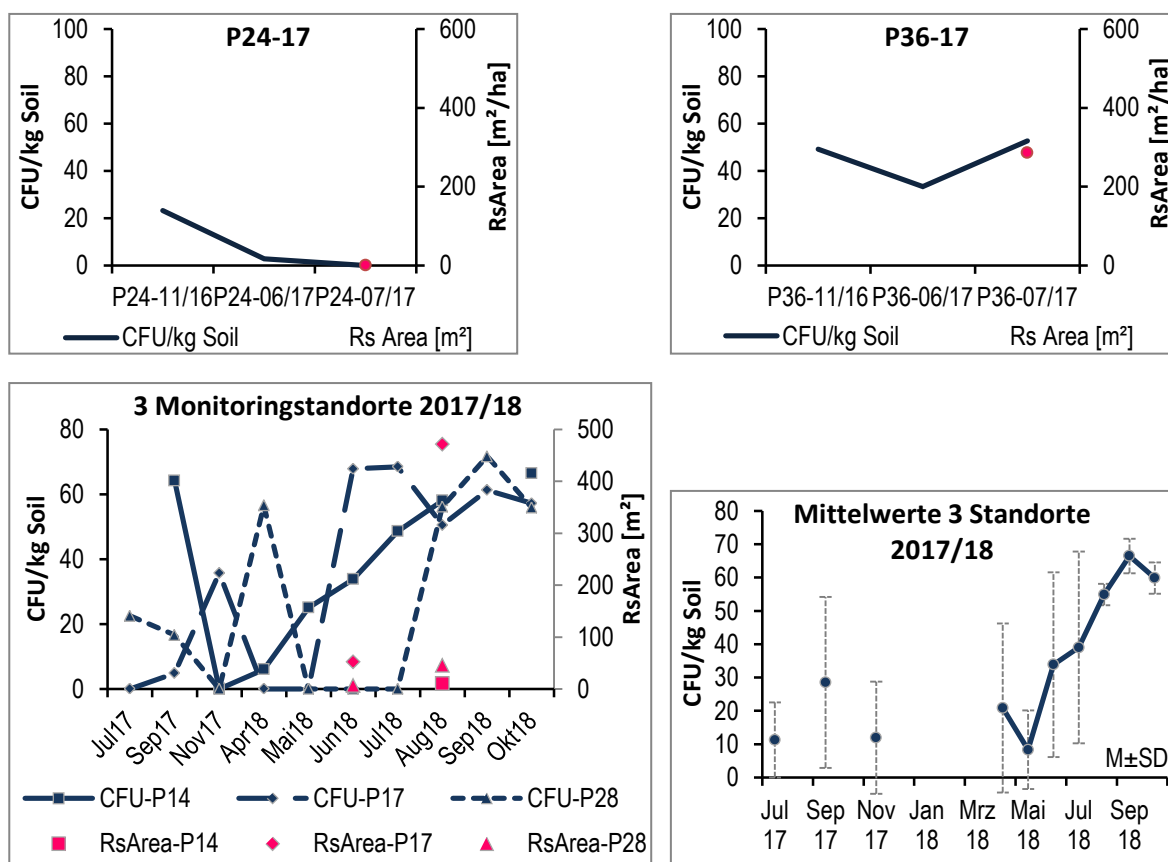 P24-17
100
80
60
40
20
0
CFU/kg Soil
600
400
200
0
RsArea [m²/ha]
P24-11/16 P24-06/17 P24-07/17
CFU/kg Soil Rs Area [m²]
P36-17
100
80
60
40
20
0
CFU/kg Soil
600
400
200
0
RsArea [m²/ha]
P36-11/16 P36-06/17 P36-07/17
CFU/kg Soil Rs Area [m²]
3 Monitoringstandorte 2017/18
80
60
40
20
0
CFU/kg Soil
500
400
300
200
100
0
RsArea [m²]
Jul17 Sep17 Nov17 Apr18 Mai18 Jun18 Jul18 Aug18 Sep18 Okt18
CFU-P14 CFU-P17 CFU-P28
RsArea-P14 RsArea-P17 RsArea-P28
Mittelwerte 3 Standorte
2017/18
80
70
60
50
40
30
20
10
0
CFU/kg Soil
M±SD
Jul Sep Nov Jan Mrz Mai Jul Sep
17 17 17 18 18 18 18 18